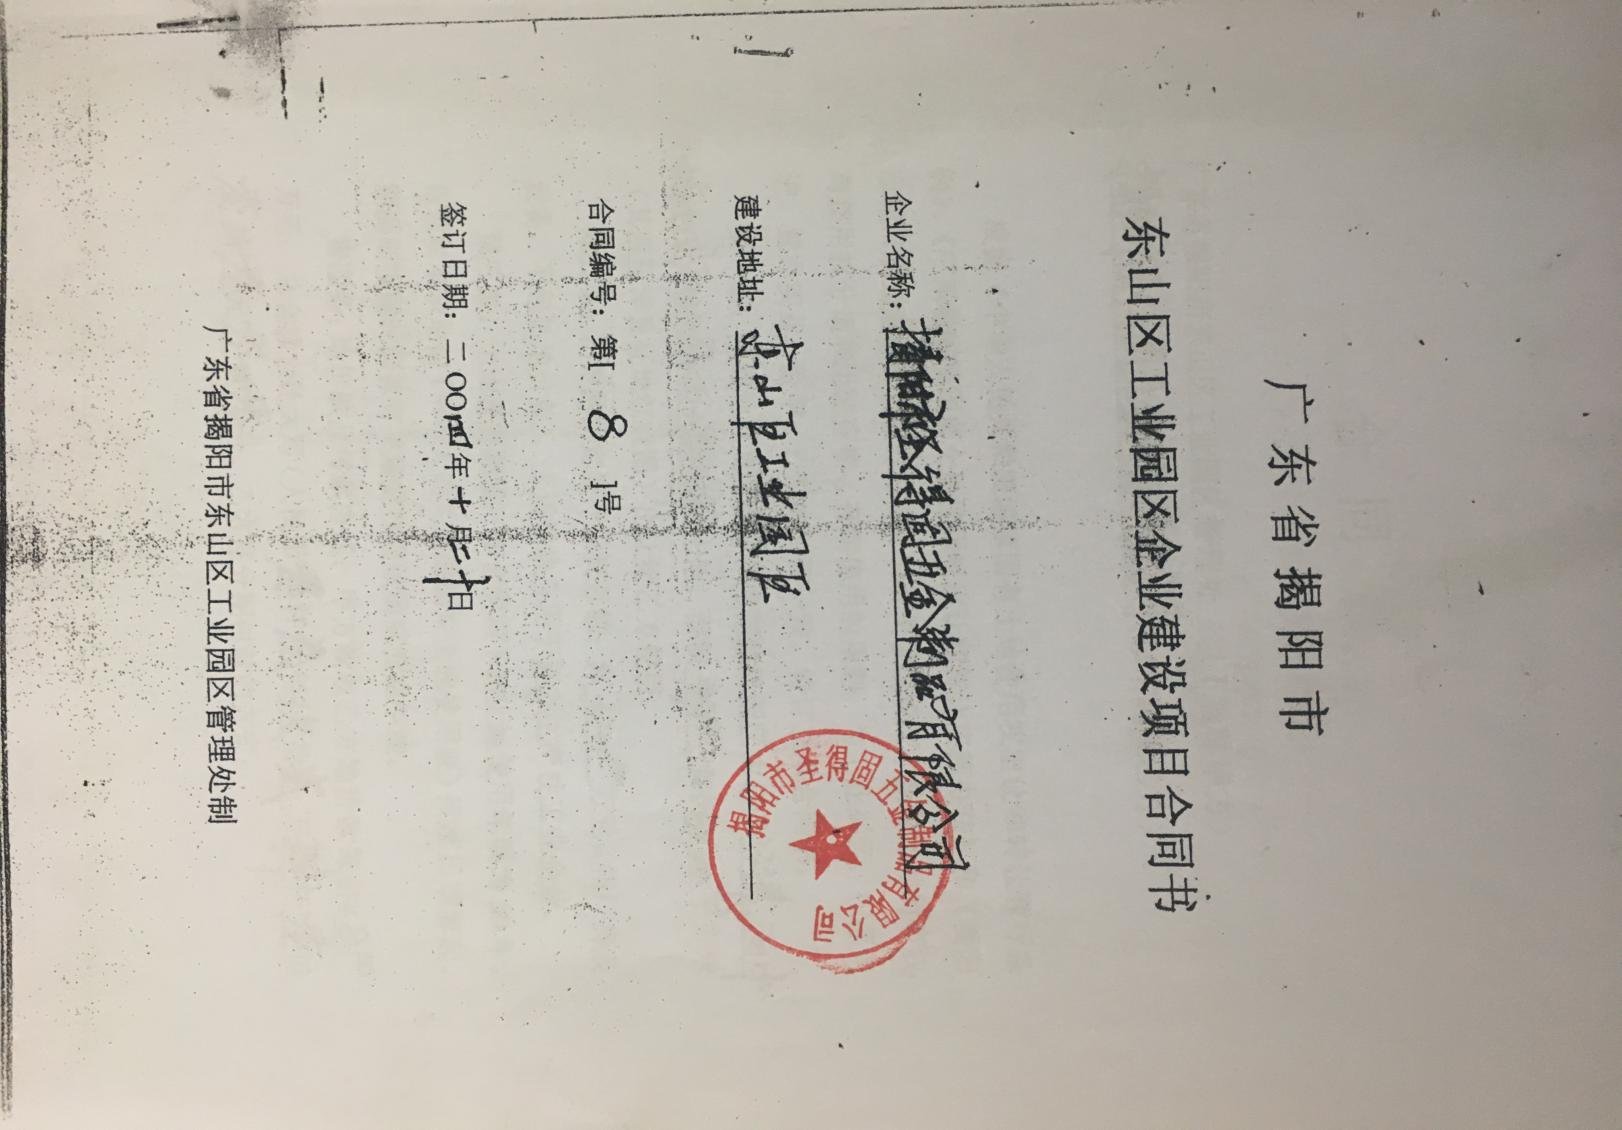 广东省揭阳市
东山区工业园区企业建设项目合同书
企业名称：揭阳市圣得固五金制品有限公司
建设地址：东山区工业园区
合同编号：第[ 8 ]号
签订日期：二〇〇四年十月二十日
广东省揭阳市东山区工业园区管理处制
揭阳市圣得固五金制品有限公司